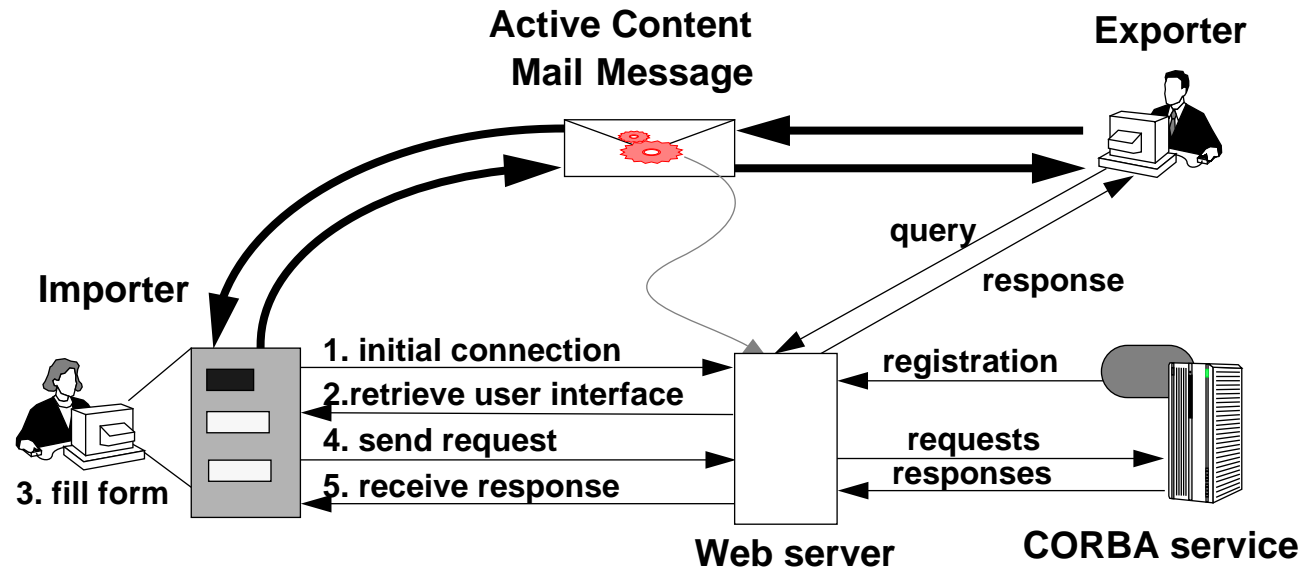 Active Content
Mail Message
Exporter
query
response
Importer
1. initial connection
registration
2.retrieve user interface
4. send request
requests
responses
3. fill form
5. receive response
Web server
CORBA service